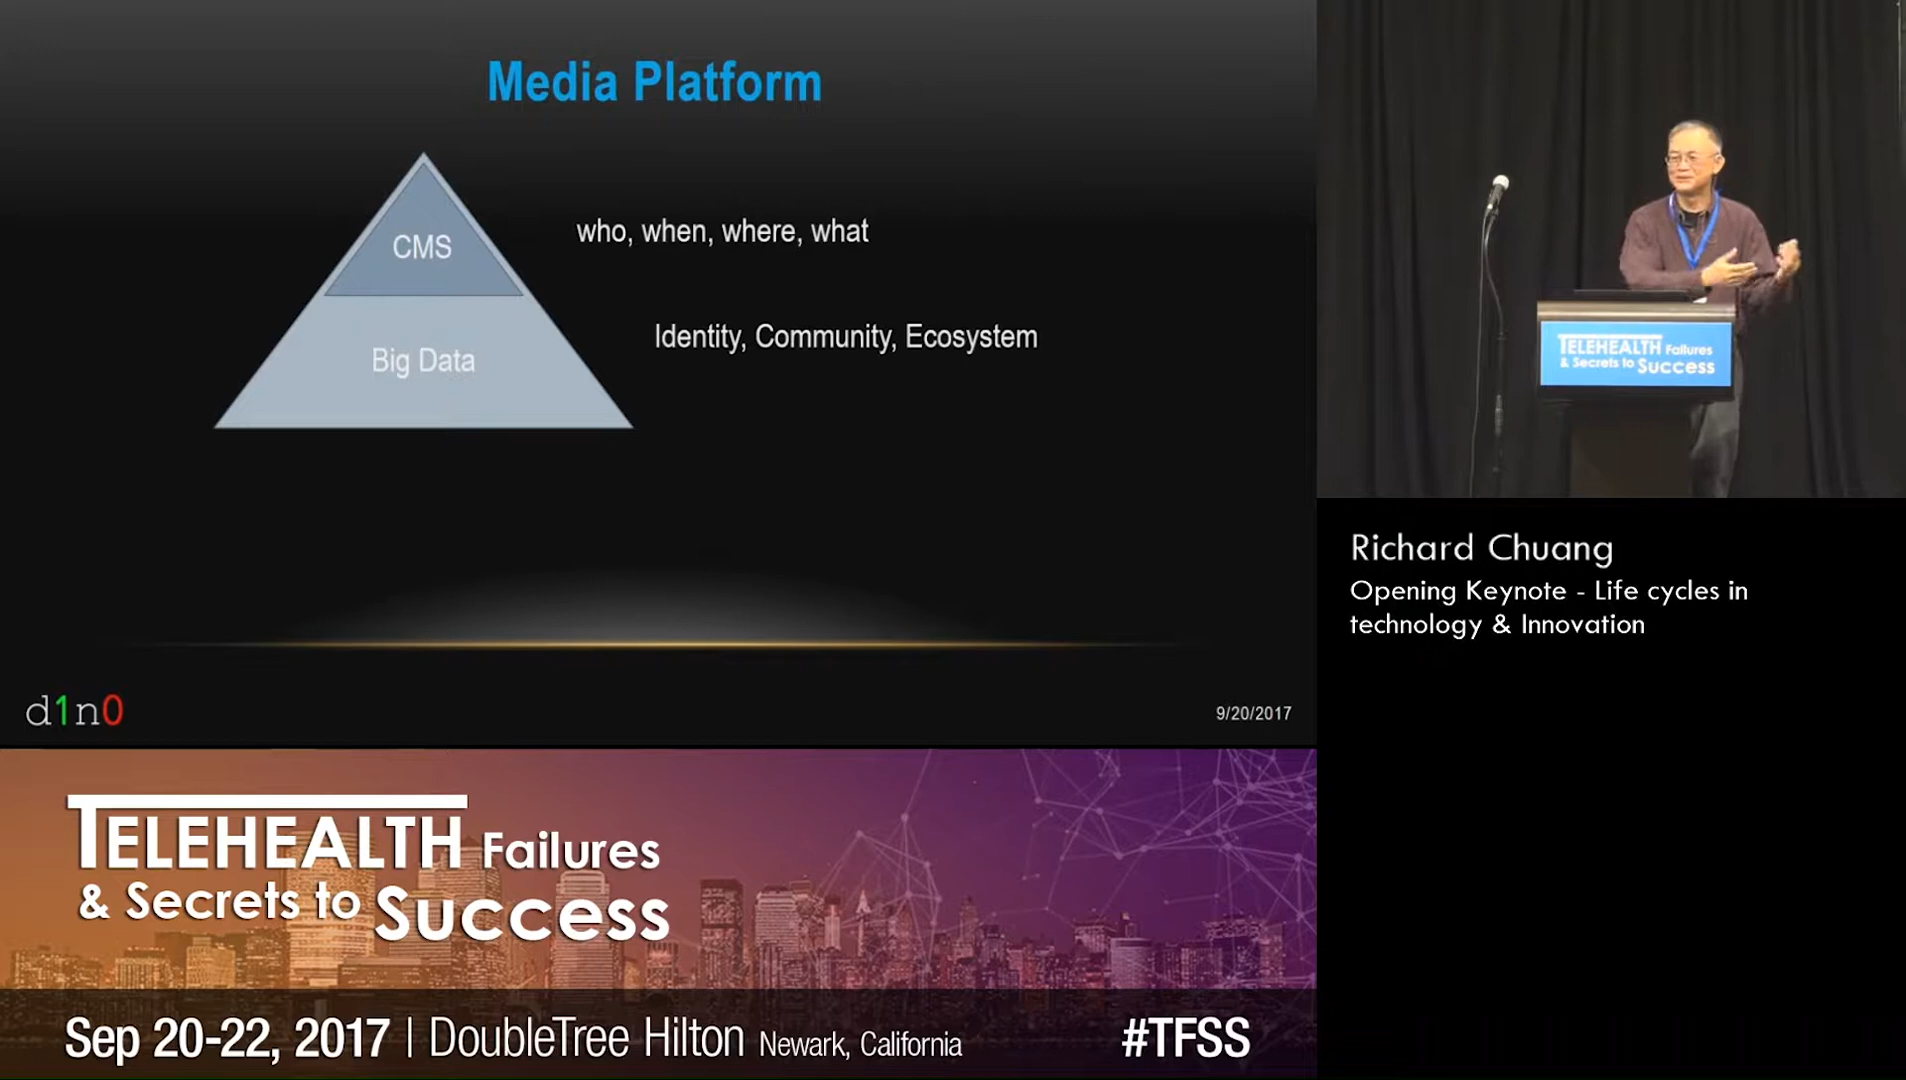 Media Platform
CMS
who, when, where, what
Big Data
Identity, Community, Ecosystem
d1n0
9/20/2017
TELEHEALTH Failures
& Secrets to Success
Richard Chuang
Opening Keynote - Life cycles in
technology & Innovation
TELEHEALTH Failures
& Secrets to Success
Sep 20-22, 2017 | DoubleTree Hilton Newark, California
#TFSS